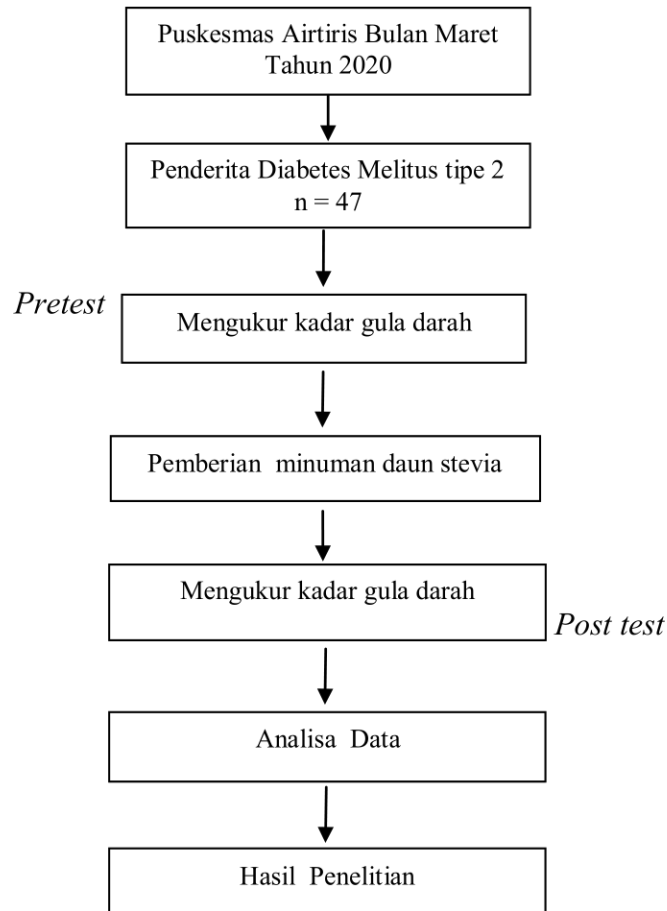 Puskesmas Airtiris Bulan Maret
Tahun 2020
Penderita Diabetes Melitus tipe 2
n = 47
Pretest
Mengukur kadar gula darah
Pemberian minuman daun stevia
Mengukur kadar gula darah
Post test
Analisa Data
Hasil Penelitian